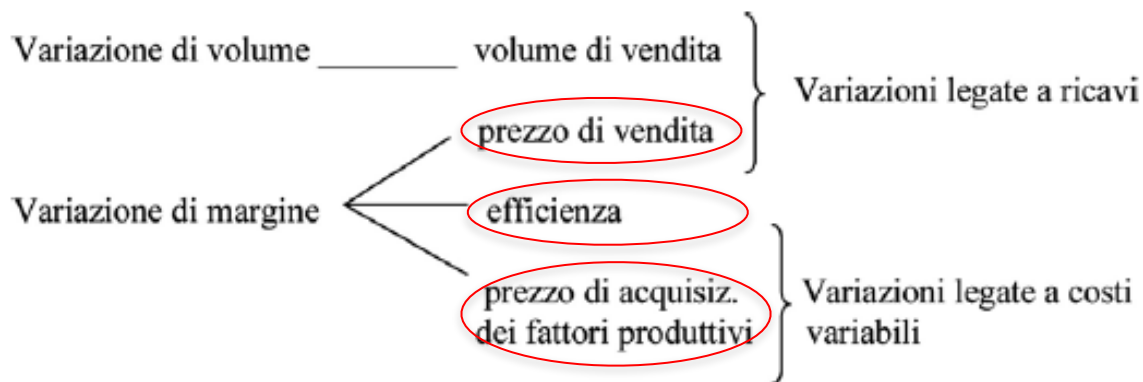 Variazione di volume volume di vendita
Variazioni legate a ricavi
prezzo di vendita
Variazione di margine efficienza
prezzo di acquisiz. Variazioni legate a costi
dei fattori produttivi variabili